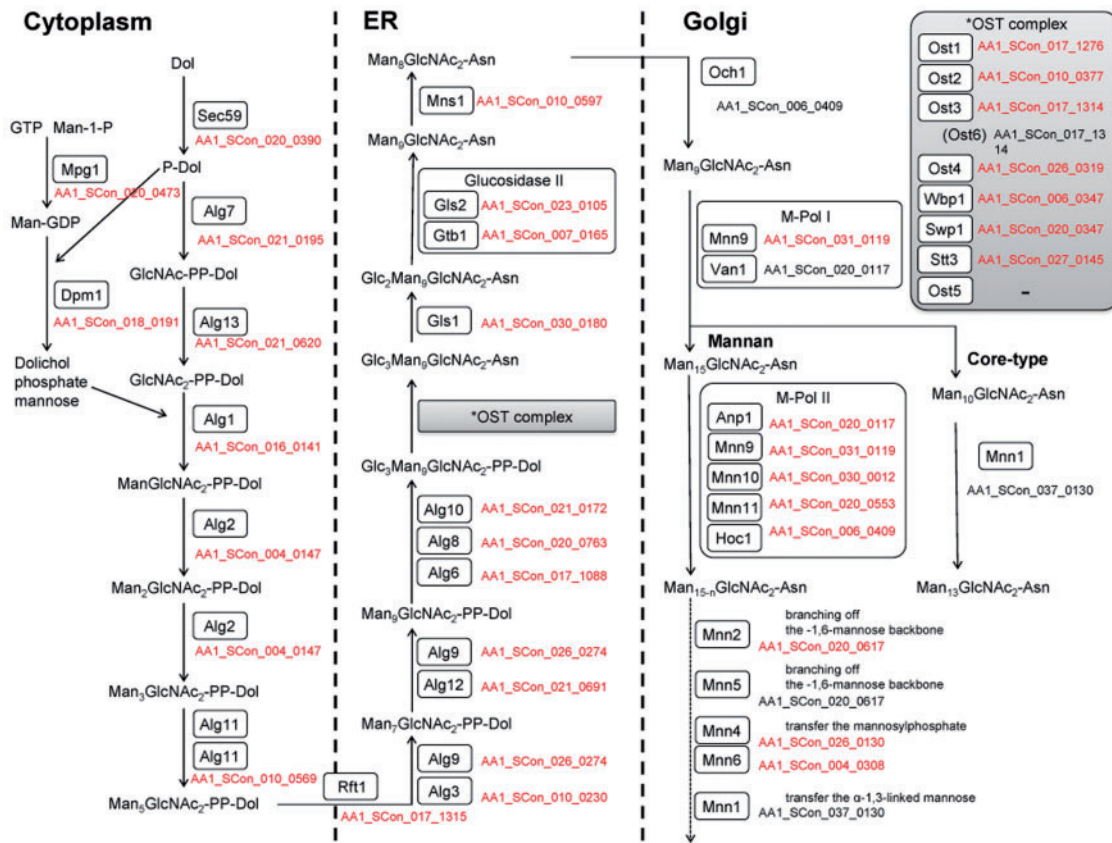 Cytoplasm
Dol
Sec59
AA1_SCon_020_0390
GTP Man-1-P
Mpg1
AA1_SCon_020_0473
P-Dol
Man-GDP
Alg7
AA1_SCon_021_0195
GlcNAc-PP-Dol
Dpm1
AA1_SCon_018_0191
Alg13
AA1_SCon_021_0620
Dolichol
phosphate
mannose
GlcNAc2-PP-Dol
Alg1
AA1_SCon_016_0141
ManGlcNAc2-PP-Dol
Alg2
AA1_SCon_004_0147
Man2GlcNAc2-PP-Dol
Alg2
AA1_SCon_004_0147
Man3GlcNAc2-PP-Dol
Alg11
Alg11
AA1_SCon_010_0569
Man5GlcNAc2-PP-Dol
Rft1
AA1_SCon_017_1315
ER
Man8GlcNAc2-Asn
Mns1 AA1_SCon_010_0597
Man9GlcNAc2-Asn
Glucosidase II
Gls2 AA1_SCon_023_0105
Gtb1 AA1_SCon_007_0165
Glc2Man9GlcNAc2-Asn
Gls1 AA1_SCon_030_0180
Glc3Man9GlcNAc2-Asn
*OST complex
Glc3Man9GlcNAc2-PP-Dol
Alg10 AA1_SCon_021_0172
Alg8 AA1_SCon_020_0763
Alg6 AA1_SCon_017_1088
Man9GlcNAc2-PP-Dol
Alg9 AA1_SCon_026_0274
Alg12 AA1_SCon_021_0691
Man7GlcNAc2-PP-Dol
Alg9 AA1_SCon_026_0274
Alg3 AA1_SCon_010_0230
Golgi
Och1
AA1_SCon_006_0409
Man9GlcNAc2-Asn
M-Pol I
Mnn9 AA1_SCon_031_0119
Van1 AA1_SCon_020_0117
Mannan
Man15GlcNAc2-Asn
M-Pol II
Anp1 AA1_SCon_020_0117
Mnn9 AA1_SCon_031_0119
Mnn10 AA1_SCon_030_0012
Mnn11 AA1_SCon_020_0553
Hoc1 AA1_SCon_006_0409
Man15-nGlcNAc2-Asn
Mnn2 branching off
the -1,6-mannose backbone
AA1_SCon_020_0617
Mnn5 branching off
the -1,6-mannose backbone
AA1_SCon_020_0617
Mnn4 transfer the mannosylphosphate
AA1_SCon_026_0130
Mnn6 AA1_SCon_004_0308
Mnn1 transfer the α-1,3-linked mannose
AA1_SCon_037_0130
Core-type
Man10GlcNAc2-Asn
Mnn1
AA1_SCon_037_0130
Man13GlcNAc2-Asn
*OST complex
Ost1 AA1_SCon_017_1276
Ost2 AA1_SCon_010_0377
Ost3 AA1_SCon_017_1314
(Ost6) AA1_SCon_017_13
14
Ost4 AA1_SCon_026_0319
Wbp1 AA1_SCon_006_0347
Swp1 AA1_SCon_020_0347
Stt3 AA1_SCon_027_0145
Ost5 -